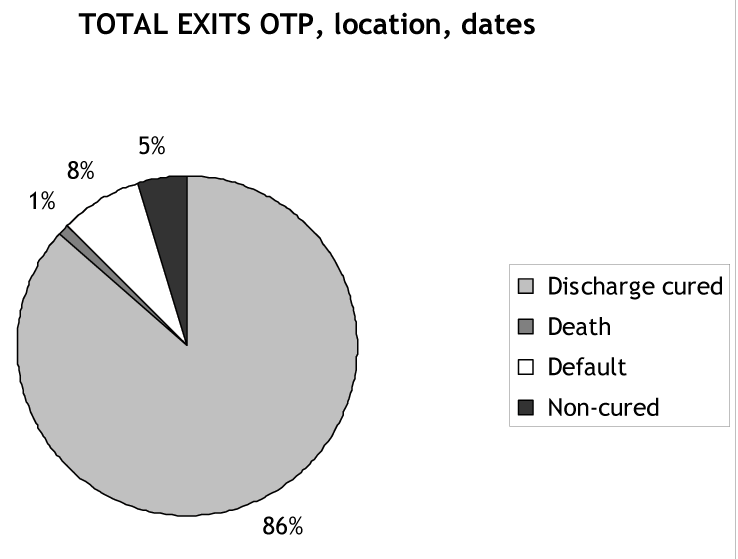 TOTAL EXITS OTP, location, dates
5%
8%
1%
86%
Discharge cured
Death
Default
Non-cured